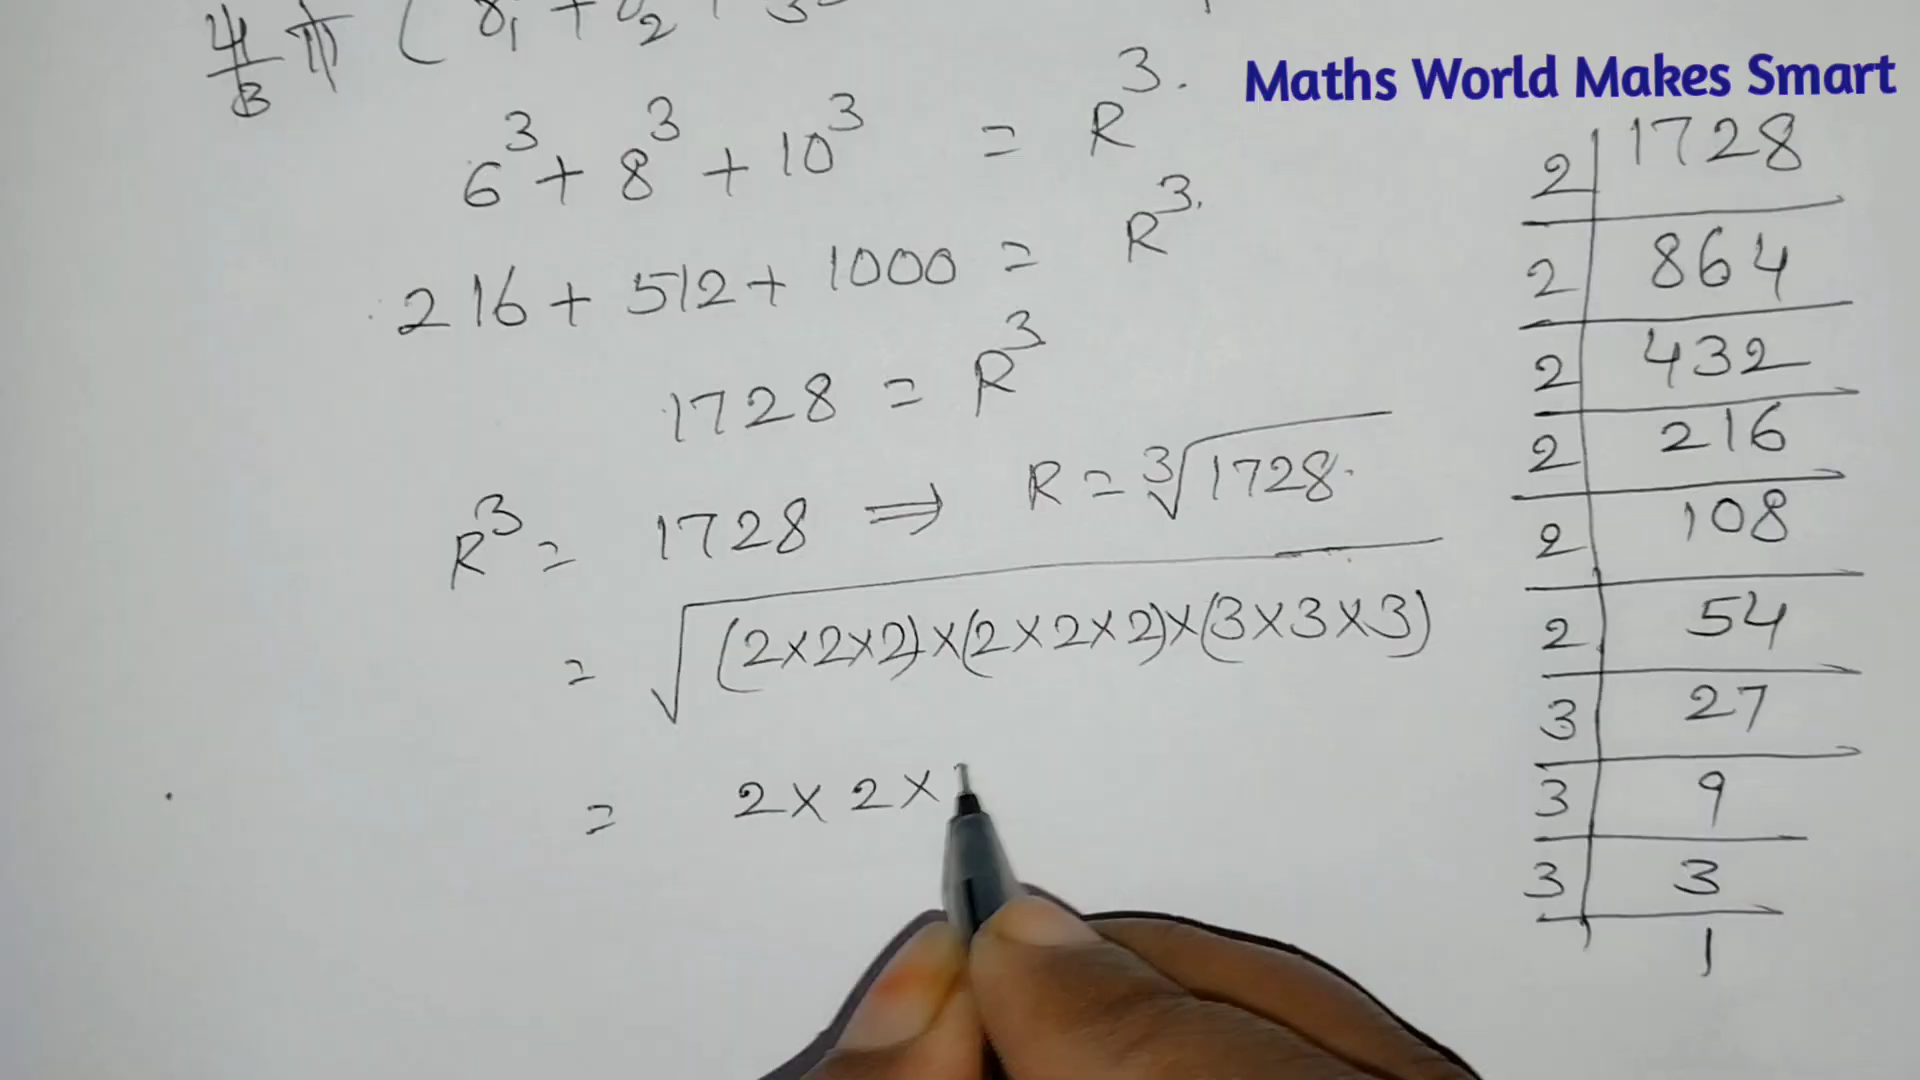 4/3 π ( r₁ + r₂ + 3
Maths World Makes Smart
6³ + 8³ + 10³ = R³.
216 + 512 + 1000 = R³.
1728 = R³
R³ = 1728 ⇒ R = ∛1728.
= √(2×2×2)×(2×2×2)×(3×3×3)
= 2 × 2 ×
2 | 1728
2 | 864
2 | 432
2 | 216
2 | 108
2 | 54
3 | 27
3 | 9
3 | 3
1